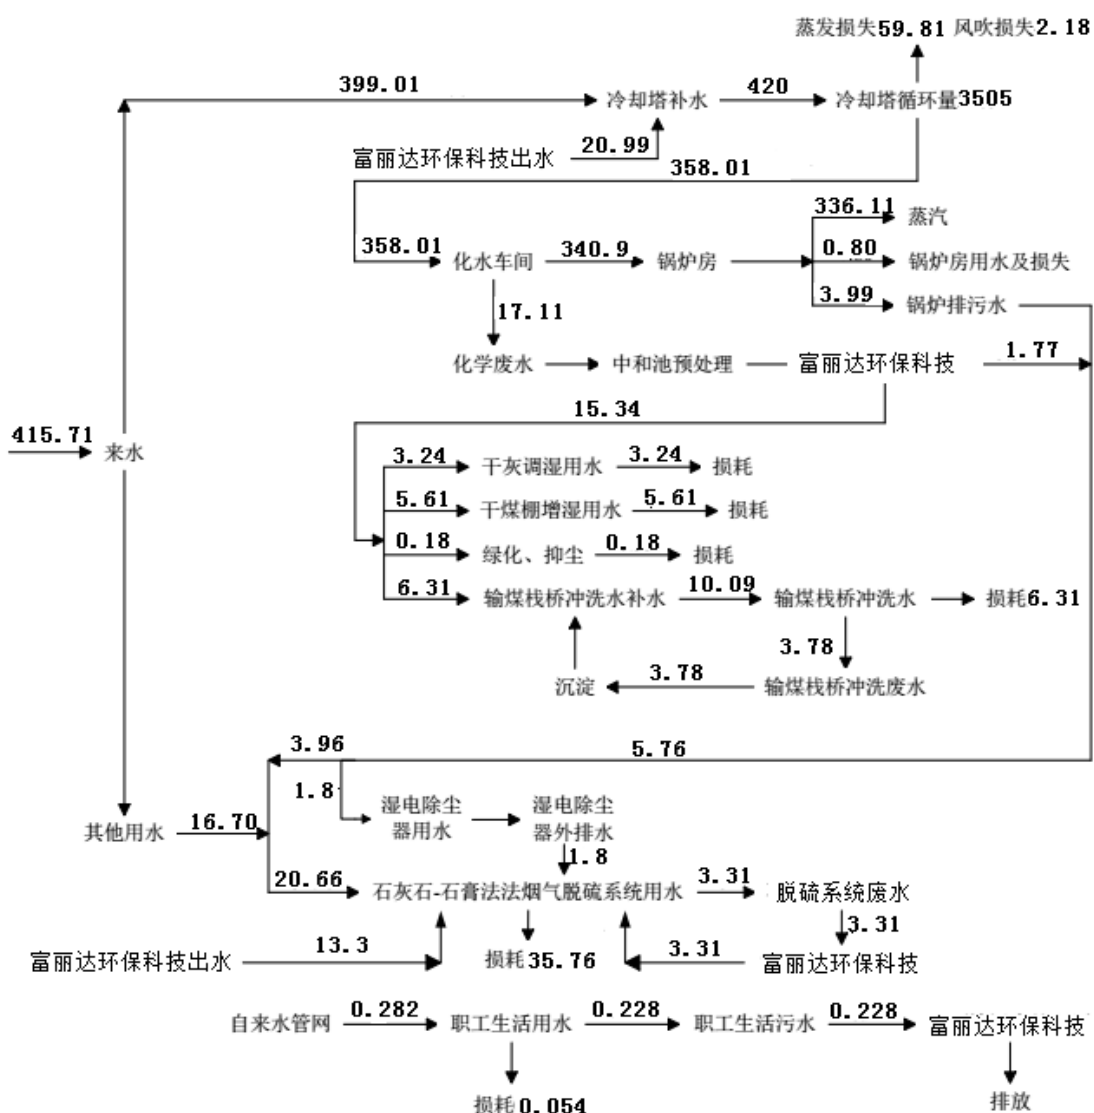 蒸发损失59.81 风吹损失2.18
399.01
冷却塔补水
420
冷却塔循环量3505
富丽达环保科技出水
20.99
358.01
358.01
化水车间
340.9
锅炉房
336.11
蒸汽
0.80
锅炉房用水及损失
3.99
锅炉排污水
17.11
化学废水
中和池预处理
富丽达环保科技
1.77
15.34
415.71
来水
3.24
干灰调湿用水
3.24
损耗
5.61
干煤棚增湿用水
5.61
损耗
0.18
绿化、抑尘
0.18
损耗
6.31
输煤栈桥冲洗水补水
10.09
输煤栈桥冲洗水
损耗6.31
3.78
沉淀
3.78
输煤栈桥冲洗废水
3.96
5.76
1.8
湿电除尘
器用水
湿电除尘
器外排水
其他用水
16.70
1.8
20.66
石灰石-石膏法法烟气脱硫系统用水
3.31
脱硫系统废水
3.31
富丽达环保科技出水
13.3
损耗35.76
3.31
富丽达环保科技
自来水管网
0.282
职工生活用水
0.228
职工生活污水
0.228
富丽达环保科技
损耗0.054
排放